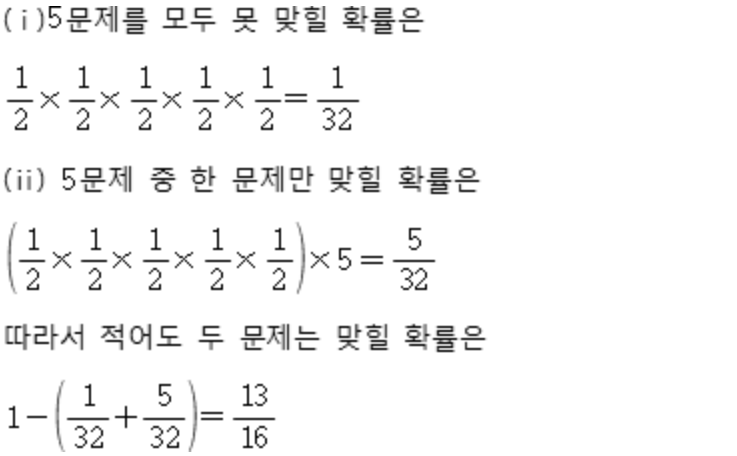 (ⅰ)5문제를 모두 못 맞힐 확률은
1/2 × 1/2 × 1/2 × 1/2 × 1/2 = 1/32
(ii) 5문제 중 한 문제만 맞힐 확률은
(1/2 × 1/2 × 1/2 × 1/2 × 1/2) × 5 = 5/32
따라서 적어도 두 문제는 맞힐 확률은
1 - (1/32 + 5/32) = 13/16